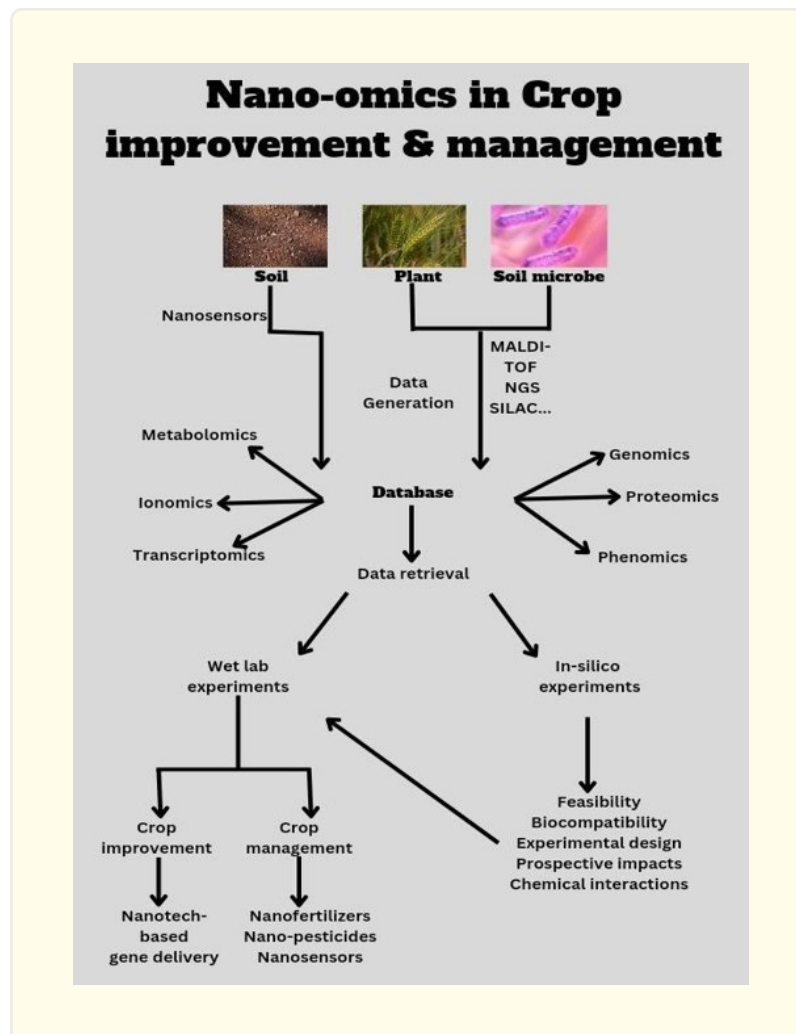 Nano-omics in Crop
improvement & management
Soil
Plant
Soil microbe
Nanosensors
MALDI-
TOF
NGS
SILAC...
Data
Generation
Metabolomics
Ionomics
Transcriptomics
Database
Genomics
Proteomics
Phenomics
Data retrieval
Wet lab
experiments
In-silico
experiments
Feasibility
Biocompatibility
Experimental design
Prospective impacts
Chemical interactions
Crop
improvement
Crop
management
Nanotech-
based
gene delivery
Nanofertilizers
Nano-pesticides
Nanosensors